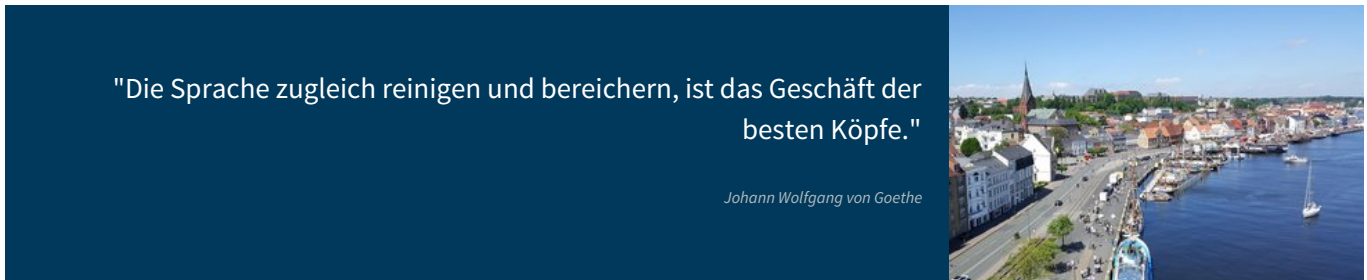 "Die Sprache zugleich reinigen und bereichern, ist das Geschäft der
besten Köpfe."
Johann Wolfgang von Goethe